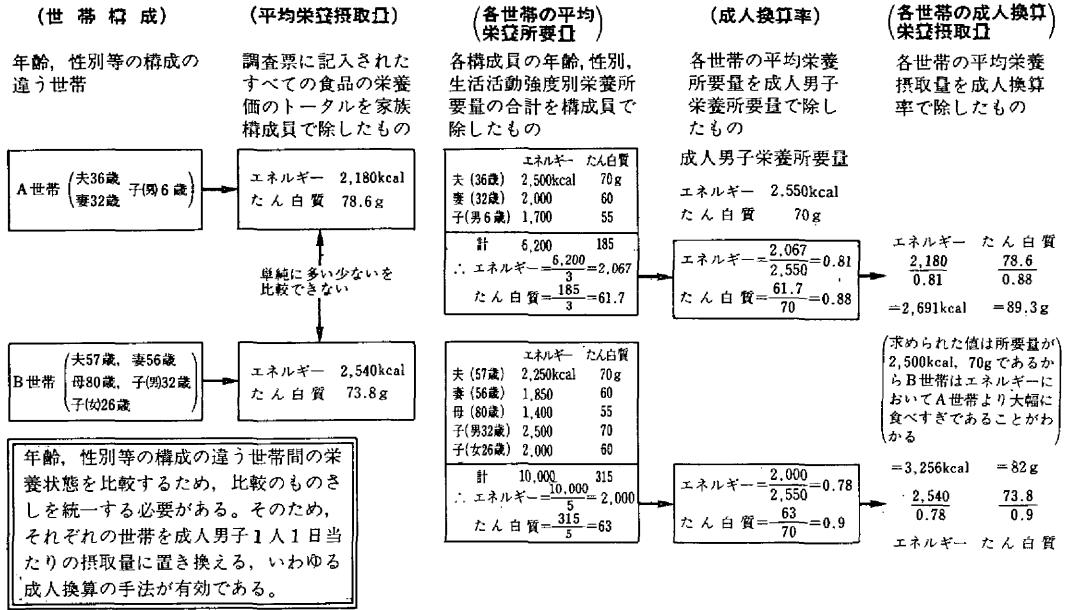 (世帯構成)
年齢，性別等の構成の
違う世帯
A世帯
夫36歳
妻32歳
子(男)6歳
B世帯
夫57歳，妻56歳
母80歳，子(男)32歳
子(女)26歳
年齢，性別等の構成の違う世帯間の栄
養状態を比較するため，比較のものさ
しを統一する必要がある。そのため，
それぞれの世帯を成人男子1人1日当
たりの摂取量に置き換える，いわゆる
成人換算の手法が有効である。
(平均栄養摂取量)
調査票に記入された
すべての食品の栄養
価のトータルを家族
構成員で除したもの
エネルギー 2,180kcal
たん白質 78.6g
単純に多い少ないを
比較できない
エネルギー 2,540kcal
たん白質 73.8g
(各世帯の平均
栄養所要量)
各構成員の年齢，性別，
生活活動強度別栄養所
要量の合計を構成員で
除したもの
エネルギー たん白質
夫(36歳) 2,500kcal 70g
妻(32歳) 2,000 60
子(男6歳) 1,700 55
計 6,200 185
∴エネルギー=6,200/3=2,067
たん白質=185/3=61.7
エネルギー たん白質
夫(57歳) 2,250kcal 70g
妻(56歳) 1,850 60
母(80歳) 1,400 55
子(男32歳) 2,500 70
子(女26歳) 2,000 60
計 10,000 315
∴エネルギー=10,000/5=2,000
たん白質=315/5=63
(成人換算率)
各世帯の平均栄養
所要量を成人男子
栄養所要量で除し
たもの
成人男子栄養所要量
エネルギー 2,550kcal
たん白質 70g
エネルギー=2,067/2,550=0.81
たん白質=61.7/70=0.88
エネルギー=2,000/2,550=0.78
たん白質=63/70=0.9
(各世帯の成人換算
栄養摂取量)
各世帯の平均栄養
摂取量を成人換算
率で除したもの
エネルギー たん白質
2,180/0.81 78.6/0.88
=2,691kcal =89.3g
(求められた値は所要量が
2,500kcal，70gであるか
らB世帯はエネルギーに
おいてA世帯より大幅に
食べすぎであることがわ
かる)
=3,256kcal =82g
2,540/0.78 73.8/0.9
エネルギー たん白質